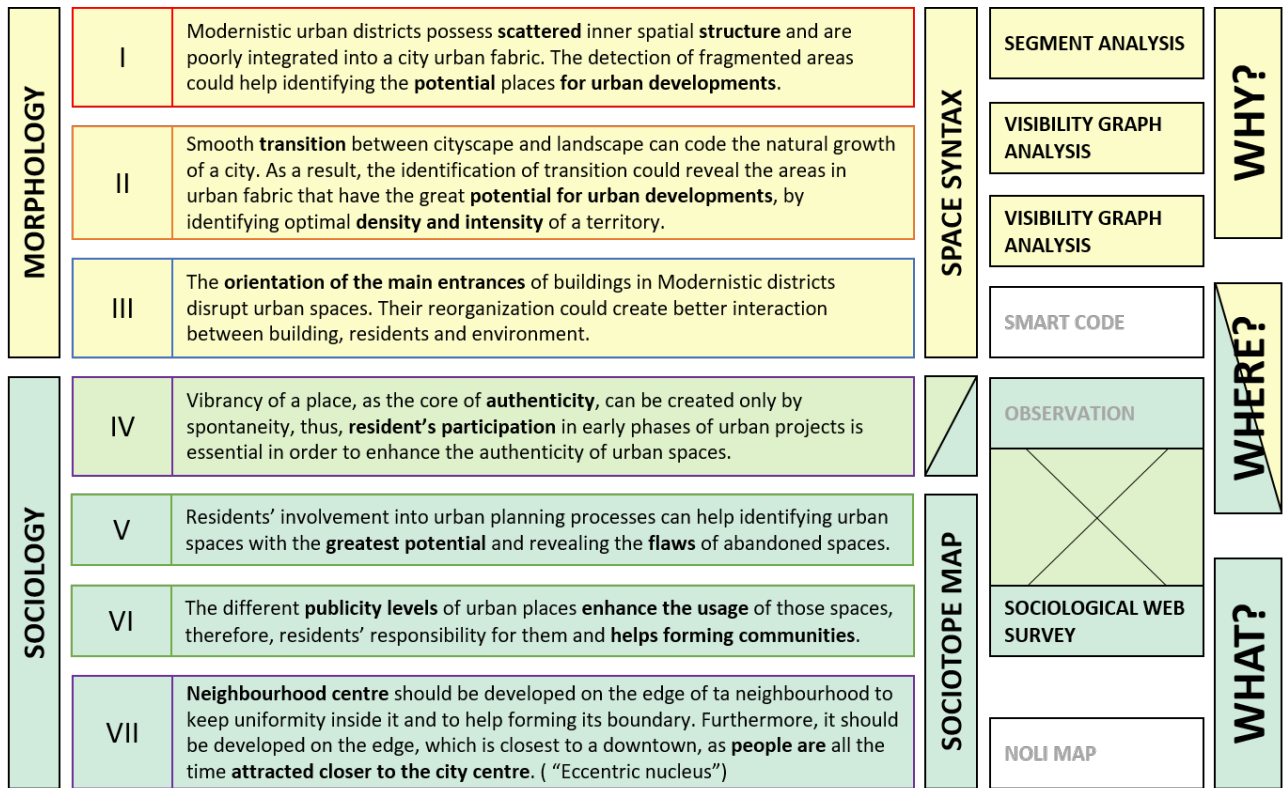 MORPHOLOGY
I
Modernistic urban districts possess scattered inner spatial structure and are
poorly integrated into a city urban fabric. The detection of fragmented areas
could help identifying the potential places for urban developments.
II
Smooth transition between cityscape and landscape can code the natural growth
of a city. As a result, the identification of transition could reveal the areas in
urban fabric that have the great potential for urban developments, by
identifying optimal density and intensity of a territory.
III
The orientation of the main entrances of buildings in Modernistic districts
disrupt urban spaces. Their reorganization could create better interaction
between building, residents and environment.
SOCIOLOGY
IV
Vibrancy of a place, as the core of authenticity, can be created only by
spontaneity, thus, resident’s participation in early phases of urban projects is
essential in order to enhance the authenticity of urban spaces.
V
Residents’ involvement into urban planning processes can help identifying urban
spaces with the greatest potential and revealing the flaws of abandoned spaces.
VI
The different publicity levels of urban places enhance the usage of those spaces,
therefore, residents’ responsibility for them and helps forming communities.
VII
Neighbourhood centre should be developed on the edge of ta neighbourhood to
keep uniformity inside it and to help forming its boundary. Furthermore, it should
be developed on the edge, which is closest to a downtown, as people are all the
time attracted closer to the city centre. ( “Eccentric nucleus”)
SPACE SYNTAX
SOCIOTOPE MAP
SEGMENT ANALYSIS
VISIBILITY GRAPH
ANALYSIS
VISIBILITY GRAPH
ANALYSIS
SMART CODE
OBSERVATION
SOCIOLOGICAL WEB
SURVEY
NOLI MAP
WHY?
WHERE?
WHAT?